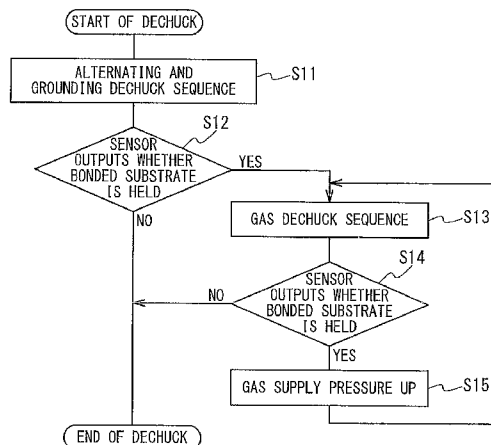 START OF DECHUCK
ALTERNATING AND
GROUNDING DECHUCK SEQUENCE
S11
S12
SENSOR
OUTPUTS WHETHER
BONDED SUBSTRATE
IS HELD
YES
NO
GAS DECHUCK SEQUENCE
S13
S14
SENSOR
OUTPUTS WHETHER
BONDED SUBSTRATE
IS HELD
NO
YES
GAS SUPPLY PRESSURE UP
S15
END OF DECHUCK